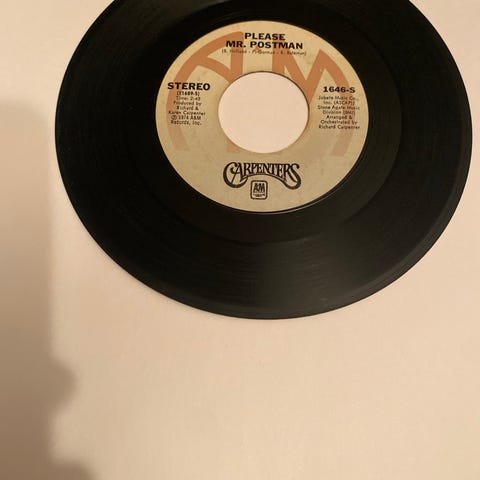 PLEASE
MR. POSTMAN
STEREO
Time: 2:48
Produced by
Richard &
Karen Carpenter
℗ 1974 A&M
Records, Inc.
1646-S
Jobete Music Co.,
Inc. (ASCAP)/
Stone Agate Music
Division (BMI)
Arranged &
Orchestrated by
Richard Carpenter
CARPENTERS
A&M